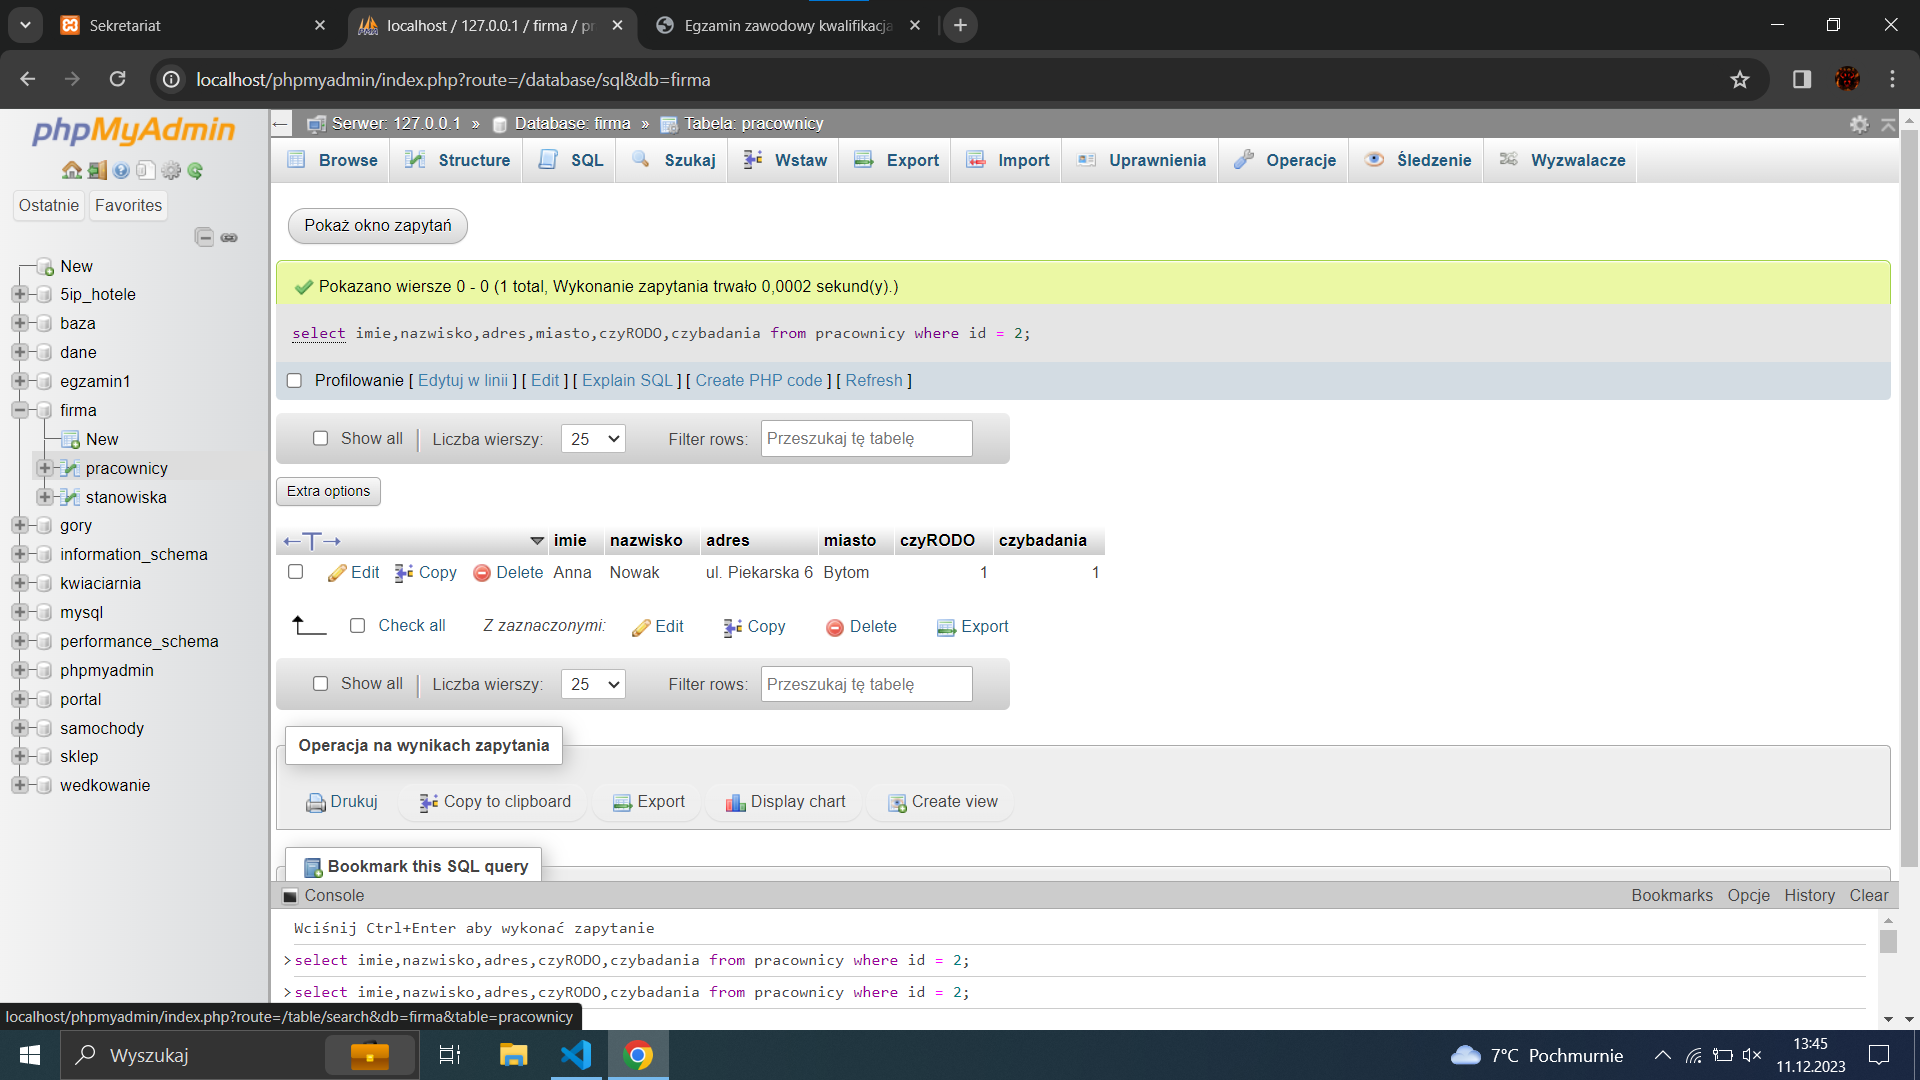 Sekretariat
localhost / 127.0.0.1 / firma / pr
Egzamin zawodowy kwalifikacja
localhost/phpmyadmin/index.php?route=/database/sql&db=firma
phpMyAdmin
Ostatnie Favorites
New
5ip_hotele
baza
dane
egzamin1
firma
New
pracownicy
stanowiska
gory
information_schema
kwiaciarnia
mysql
performance_schema
phpmyadmin
portal
samochody
sklep
wedkowanie
Serwer: 127.0.0.1 » Database: firma » Tabela: pracownicy
Browse Structure SQL Szukaj Wstaw Export Import Uprawnienia Operacje Śledzenie Wyzwalacze
Pokaż okno zapytań
Pokazano wiersze 0 - 0 (1 total, Wykonanie zapytania trwało 0,0002 sekund(y).)
select imie,nazwisko,adres,miasto,czyRODO,czybadania from pracownicy where id = 2;
Profilowanie [ Edytuj w linii ] [ Edit ] [ Explain SQL ] [ Create PHP code ] [ Refresh ]
Show all Liczba wierszy: 25 Filter rows: Przeszukaj tę tabelę
Extra options
←T→ imie nazwisko adres miasto czyRODO czybadania
Edit Copy Delete Anna Nowak ul. Piekarska 6 Bytom 1 1
Check all Z zaznaczonymi: Edit Copy Delete Export
Show all Liczba wierszy: 25 Filter rows: Przeszukaj tę tabelę
Operacja na wynikach zapytania
Drukuj Copy to clipboard Export Display chart Create view
Bookmark this SQL query
Console Bookmarks Opcje History Clear
Wciśnij Ctrl+Enter aby wykonać zapytanie
>select imie,nazwisko,adres,czyRODO,czybadania from pracownicy where id = 2;
>select imie,nazwisko,adres,czyRODO,czybadania from pracownicy where id = 2;
localhost/phpmyadmin/index.php?route=/table/search&db=firma&table=pracownicy
Wyszukaj
7°C Pochmurnie
13:45
11.12.2023